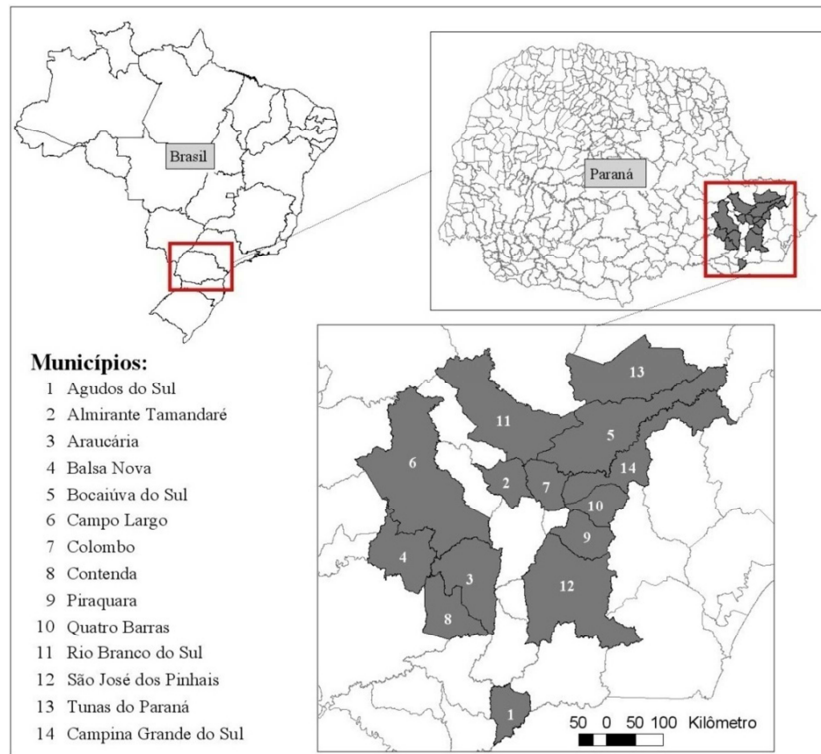 Brasil
Paraná
Municípios:
1 Agudos do Sul
2 Almirante Tamandaré
3 Araucária
4 Balsa Nova
5 Bocaiúva do Sul
6 Campo Largo
7 Colombo
8 Contenda
9 Piraquara
10 Quatro Barras
11 Rio Branco do Sul
12 São José dos Pinhais
13 Tunas do Paraná
14 Campina Grande do Sul
13
11
5
6
14
2
7
10
9
4
3
12
8
1
50 0 50 100 Kilômetro